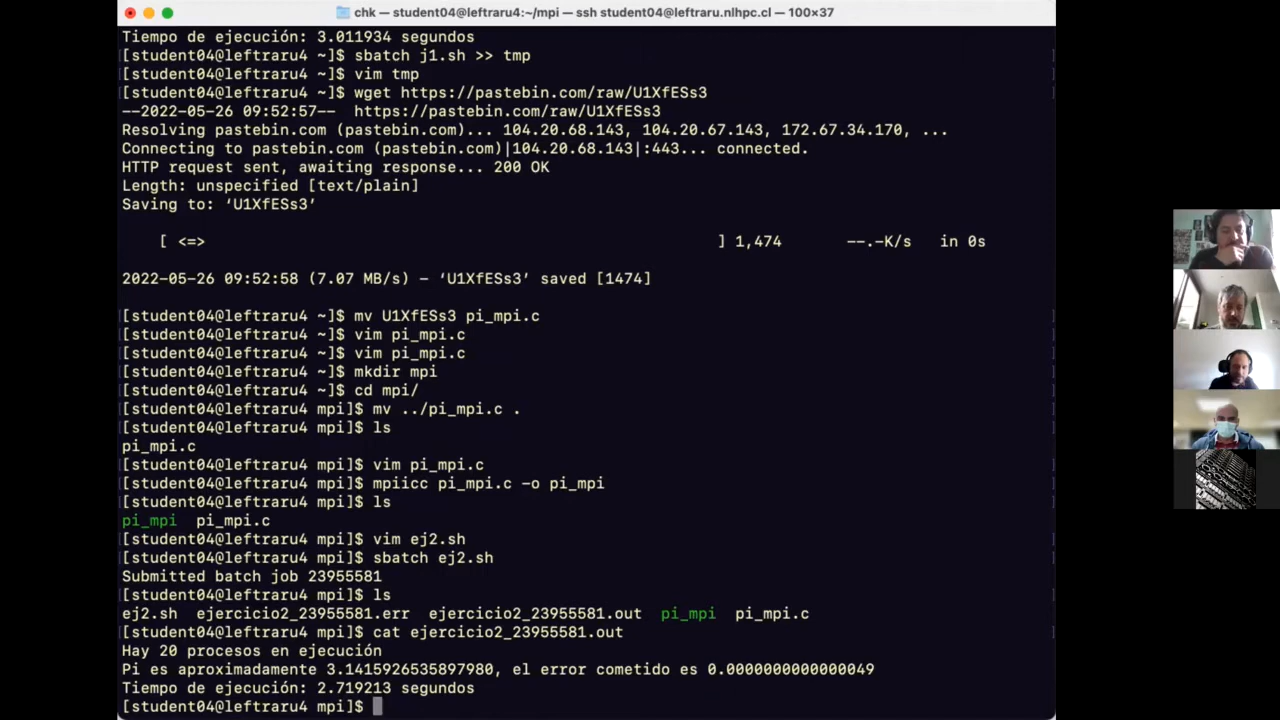 chk — student04@leftraru4:~/mpi — ssh student04@leftraru.nlhpc.cl — 100×37
Tiempo de ejecución: 3.011934 segundos
[student04@leftraru4 ~]$ sbatch j1.sh >> tmp
[student04@leftraru4 ~]$ vim tmp
[student04@leftraru4 ~]$ wget https://pastebin.com/raw/U1XfESs3
--2022-05-26 09:52:57--  https://pastebin.com/raw/U1XfESs3
Resolving pastebin.com (pastebin.com)... 104.20.68.143, 104.20.67.143, 172.67.34.170, ...
Connecting to pastebin.com (pastebin.com)|104.20.68.143|:443... connected.
HTTP request sent, awaiting response... 200 OK
Length: unspecified [text/plain]
Saving to: ‘U1XfESs3’
[ <=> ] 1,474 --.-K/s in 0s
2022-05-26 09:52:58 (7.07 MB/s) – ‘U1XfESs3’ saved [1474]
[student04@leftraru4 ~]$ mv U1XfESs3 pi_mpi.c
[student04@leftraru4 ~]$ vim pi_mpi.c
[student04@leftraru4 ~]$ vim pi_mpi.c
[student04@leftraru4 ~]$ mkdir mpi
[student04@leftraru4 ~]$ cd mpi/
[student04@leftraru4 mpi]$ mv ../pi_mpi.c .
[student04@leftraru4 mpi]$ ls
pi_mpi.c
[student04@leftraru4 mpi]$ vim pi_mpi.c
[student04@leftraru4 mpi]$ mpiicc pi_mpi.c -o pi_mpi
[student04@leftraru4 mpi]$ ls
pi_mpi  pi_mpi.c
[student04@leftraru4 mpi]$ vim ej2.sh
[student04@leftraru4 mpi]$ sbatch ej2.sh
Submitted batch job 23955581
[student04@leftraru4 mpi]$ ls
ej2.sh  ejercicio2_23955581.err  ejercicio2_23955581.out  pi_mpi  pi_mpi.c
[student04@leftraru4 mpi]$ cat ejercicio2_23955581.out
Hay 20 procesos en ejecución
Pi es aproximadamente 3.1415926535897980, el error cometido es 0.0000000000000049
Tiempo de ejecución: 2.719213 segundos
[student04@leftraru4 mpi]$